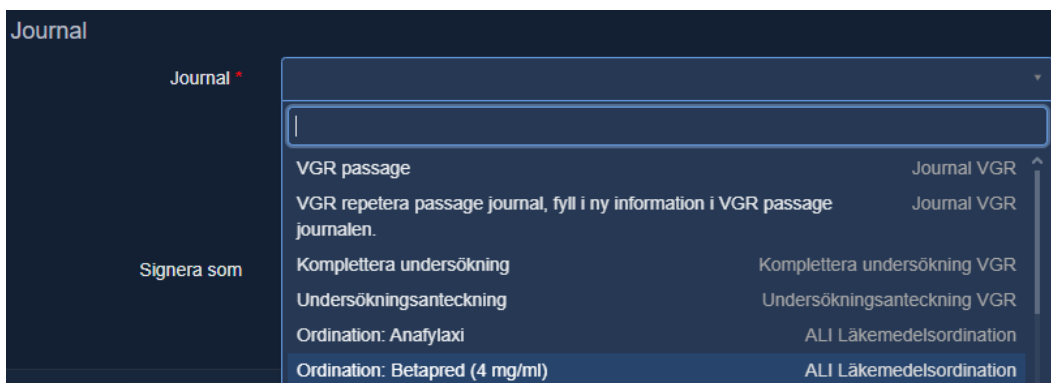 Journal
Journal *
VGR passage Journal VGR
VGR repetera passage journal, fyll i ny information i VGR passage Journal VGR
journalen.
Signera som
Komplettera undersökning Komplettera undersökning VGR
Undersökningsanteckning Undersökningsanteckning VGR
Ordination: Anafylaxi ALI Läkemedelsordination
Ordination: Betapred (4 mg/ml) ALI Läkemedelsordination